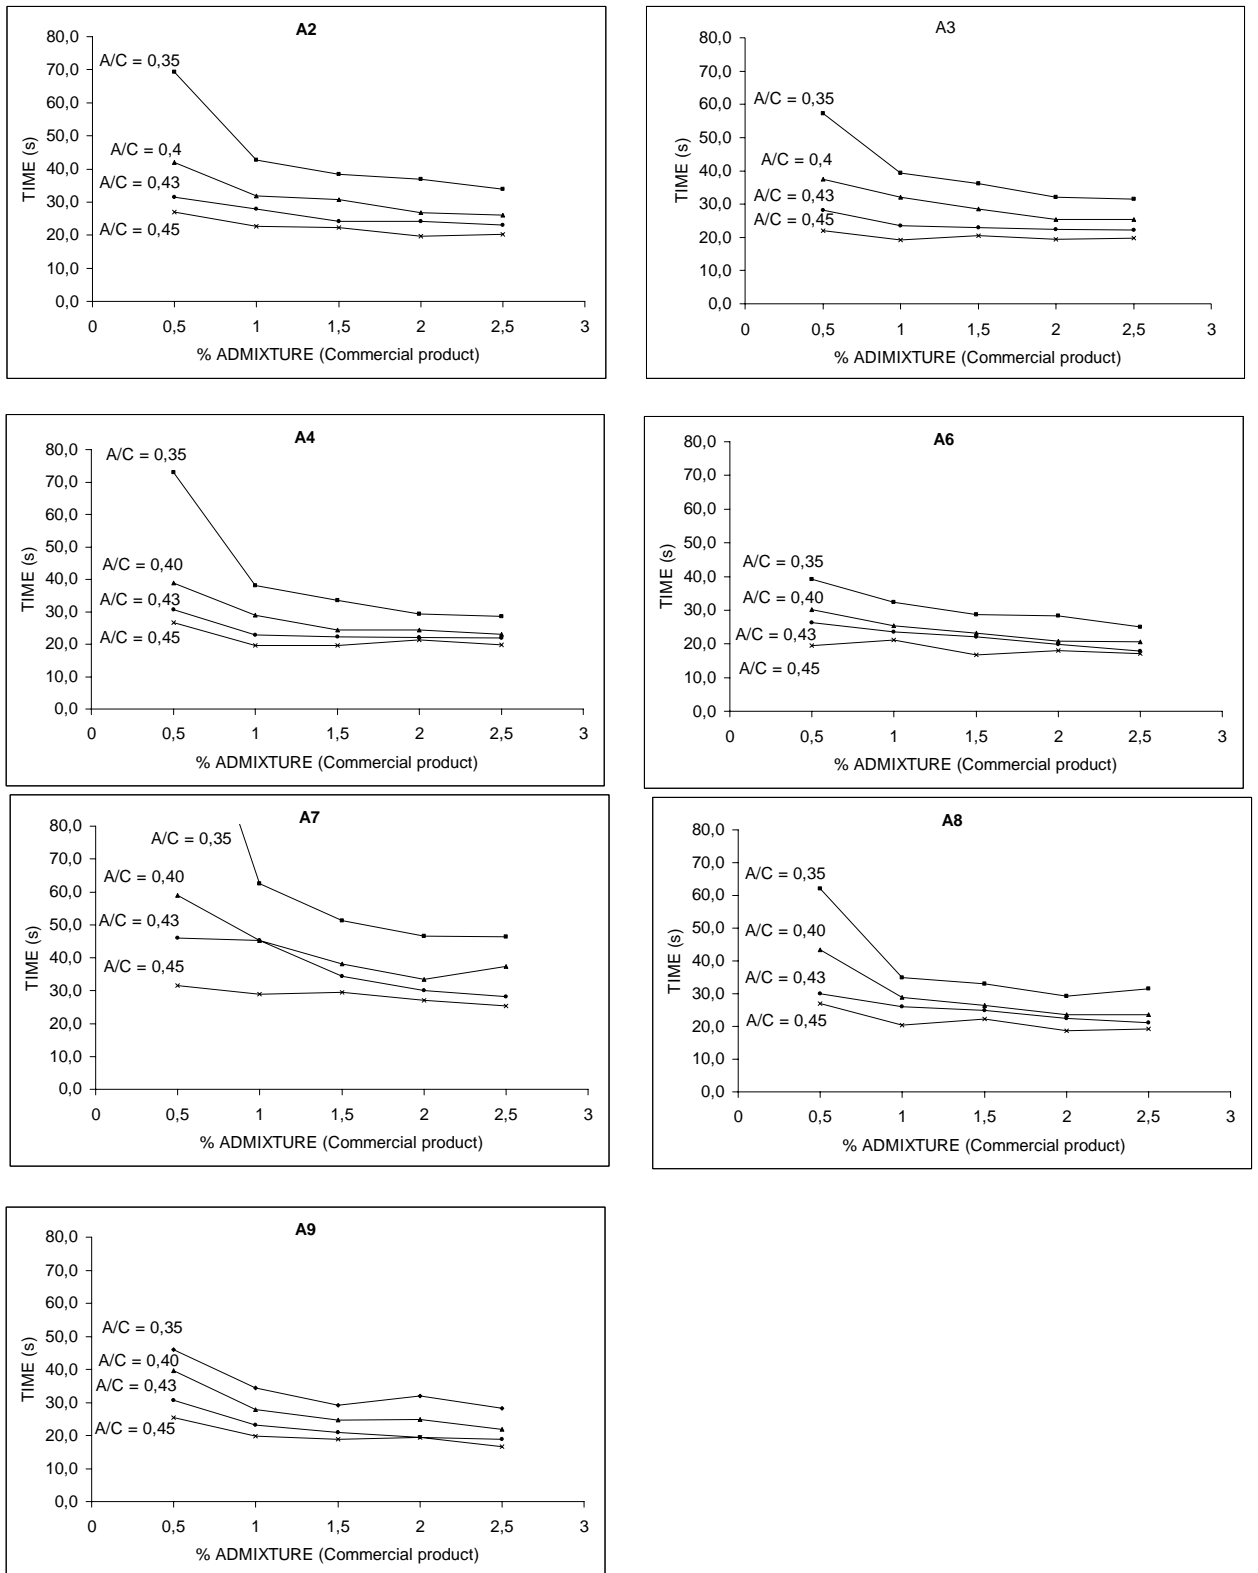 A2
80,0
70,0
60,0
50,0
40,0
30,0
20,0
10,0
0,0
TIME (s)
A/C = 0,35
A/C = 0,4
A/C = 0,43
A/C = 0,45
0 0,5 1 1,5 2 2,5 3
% ADMIXTURE (Commercial product)
A3
80,0
70,0
60,0
50,0
40,0
30,0
20,0
10,0
0,0
TIME (s)
A/C = 0,35
A/C = 0,4
A/C = 0,43
A/C = 0,45
0 0,5 1 1,5 2 2,5 3
% ADIMIXTURE (Commercial product)
A4
80,0
70,0
60,0
50,0
40,0
30,0
20,0
10,0
0,0
TIME (s)
A/C = 0,35
A/C = 0,40
A/C = 0,43
A/C = 0,45
0 0,5 1 1,5 2 2,5 3
% ADMIXTURE (Commercial product)
A6
80,0
70,0
60,0
50,0
40,0
30,0
20,0
10,0
0,0
TIME (s)
A/C = 0,35
A/C = 0,40
A/C = 0,43
A/C = 0,45
0 0,5 1 1,5 2 2,5 3
% ADMIXTURE (Commercial product)
A7
80,0
70,0
60,0
50,0
40,0
30,0
20,0
10,0
0,0
TIME (s)
A/C = 0,35
A/C = 0,40
A/C = 0,43
A/C = 0,45
0 0,5 1 1,5 2 2,5 3
% ADMIXTURE (Commercial product)
A8
80,0
70,0
60,0
50,0
40,0
30,0
20,0
10,0
0,0
TIME (s)
A/C = 0,35
A/C = 0,40
A/C = 0,43
A/C = 0,45
0 0,5 1 1,5 2 2,5 3
% ADMIXTURE (Commercial product)
A9
80,0
70,0
60,0
50,0
40,0
30,0
20,0
10,0
0,0
TIME (s)
A/C = 0,35
A/C = 0,40
A/C = 0,43
A/C = 0,45
0 0,5 1 1,5 2 2,5 3
% ADMIXTURE (Commercial product)